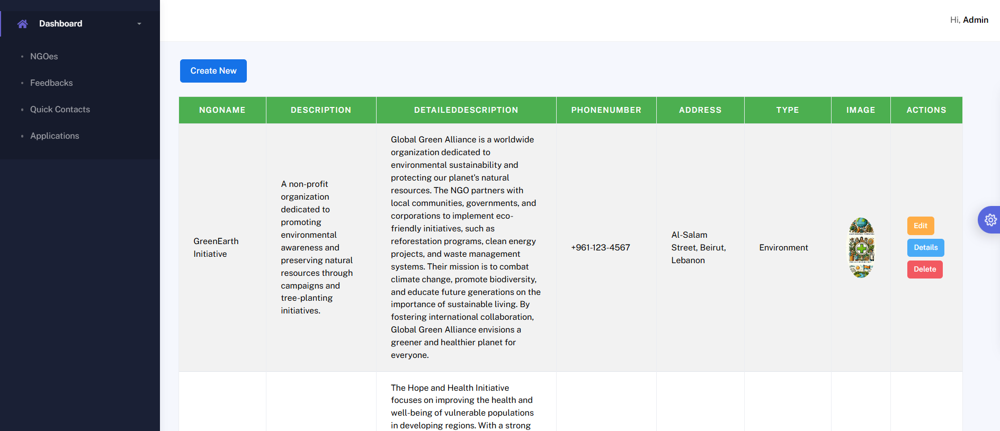 Dashboard
NGOes
Feedbacks
Quick Contacts
Applications
Hi, Admin
Create New
NGONAME DESCRIPTION DETAILEDDESCRIPTION PHONENUMBER ADDRESS TYPE IMAGE ACTIONS
GreenEarth
Initiative
A non-profit
organization
dedicated to
promoting
environmental
awareness and
preserving natural
resources through
campaigns and
tree-planting
initiatives.
Global Green Alliance is a worldwide
organization dedicated to
environmental sustainability and
protecting our planet's natural
resources. The NGO partners with
local communities, governments, and
corporations to implement eco-
friendly initiatives, such as
reforestation programs, clean energy
projects, and waste management
systems. Their mission is to combat
climate change, promote biodiversity,
and educate future generations on the
importance of sustainable living. By
fostering international collaboration,
Global Green Alliance envisions a
greener and healthier planet for
everyone.
+961-123-4567
Al-Salam
Street, Beirut,
Lebanon
Environment
Edit
Details
Delete
The Hope and Health Initiative
focuses on improving the health and
well-being of vulnerable populations
in developing regions. With a strong